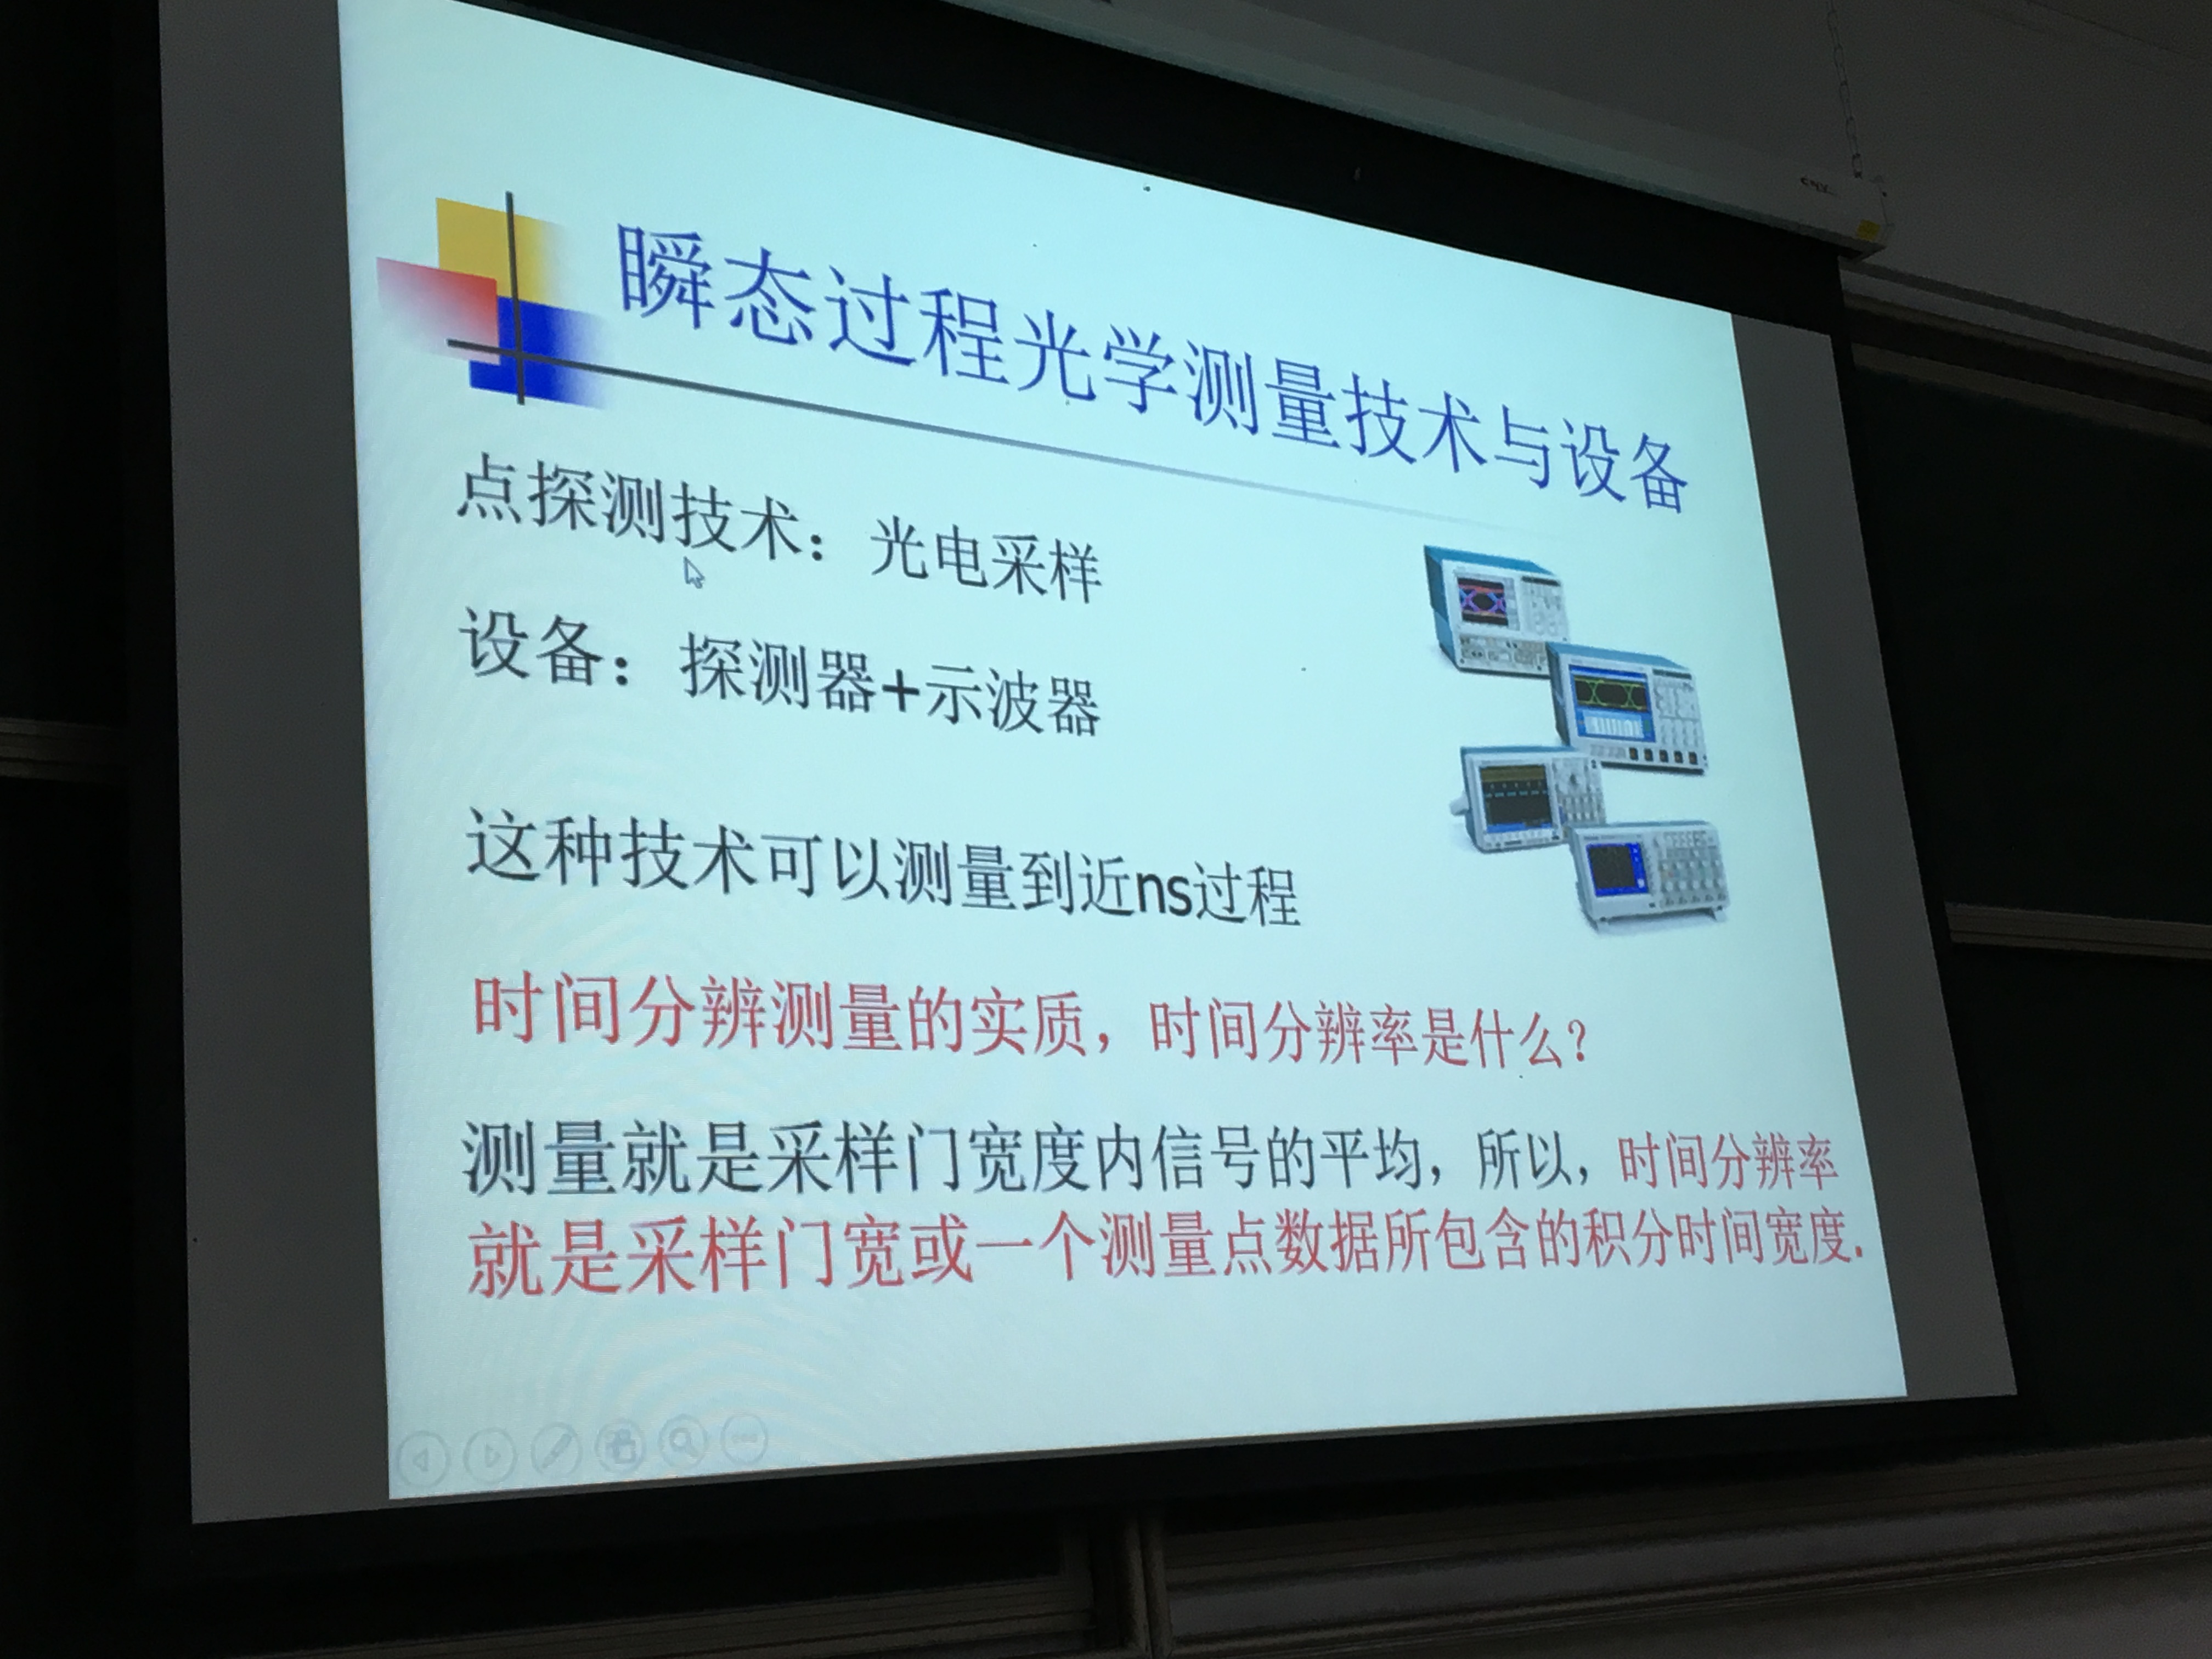 瞬态过程光学测量技术与设备
点探测技术：光电采样
设备：探测器+示波器
这种技术可以测量到近ns过程
时间分辨测量的实质，时间分辨率是什么？
测量就是采样门宽度内信号的平均，所以，时间分辨率
就是采样门宽或一个测量点数据所包含的积分时间宽度.